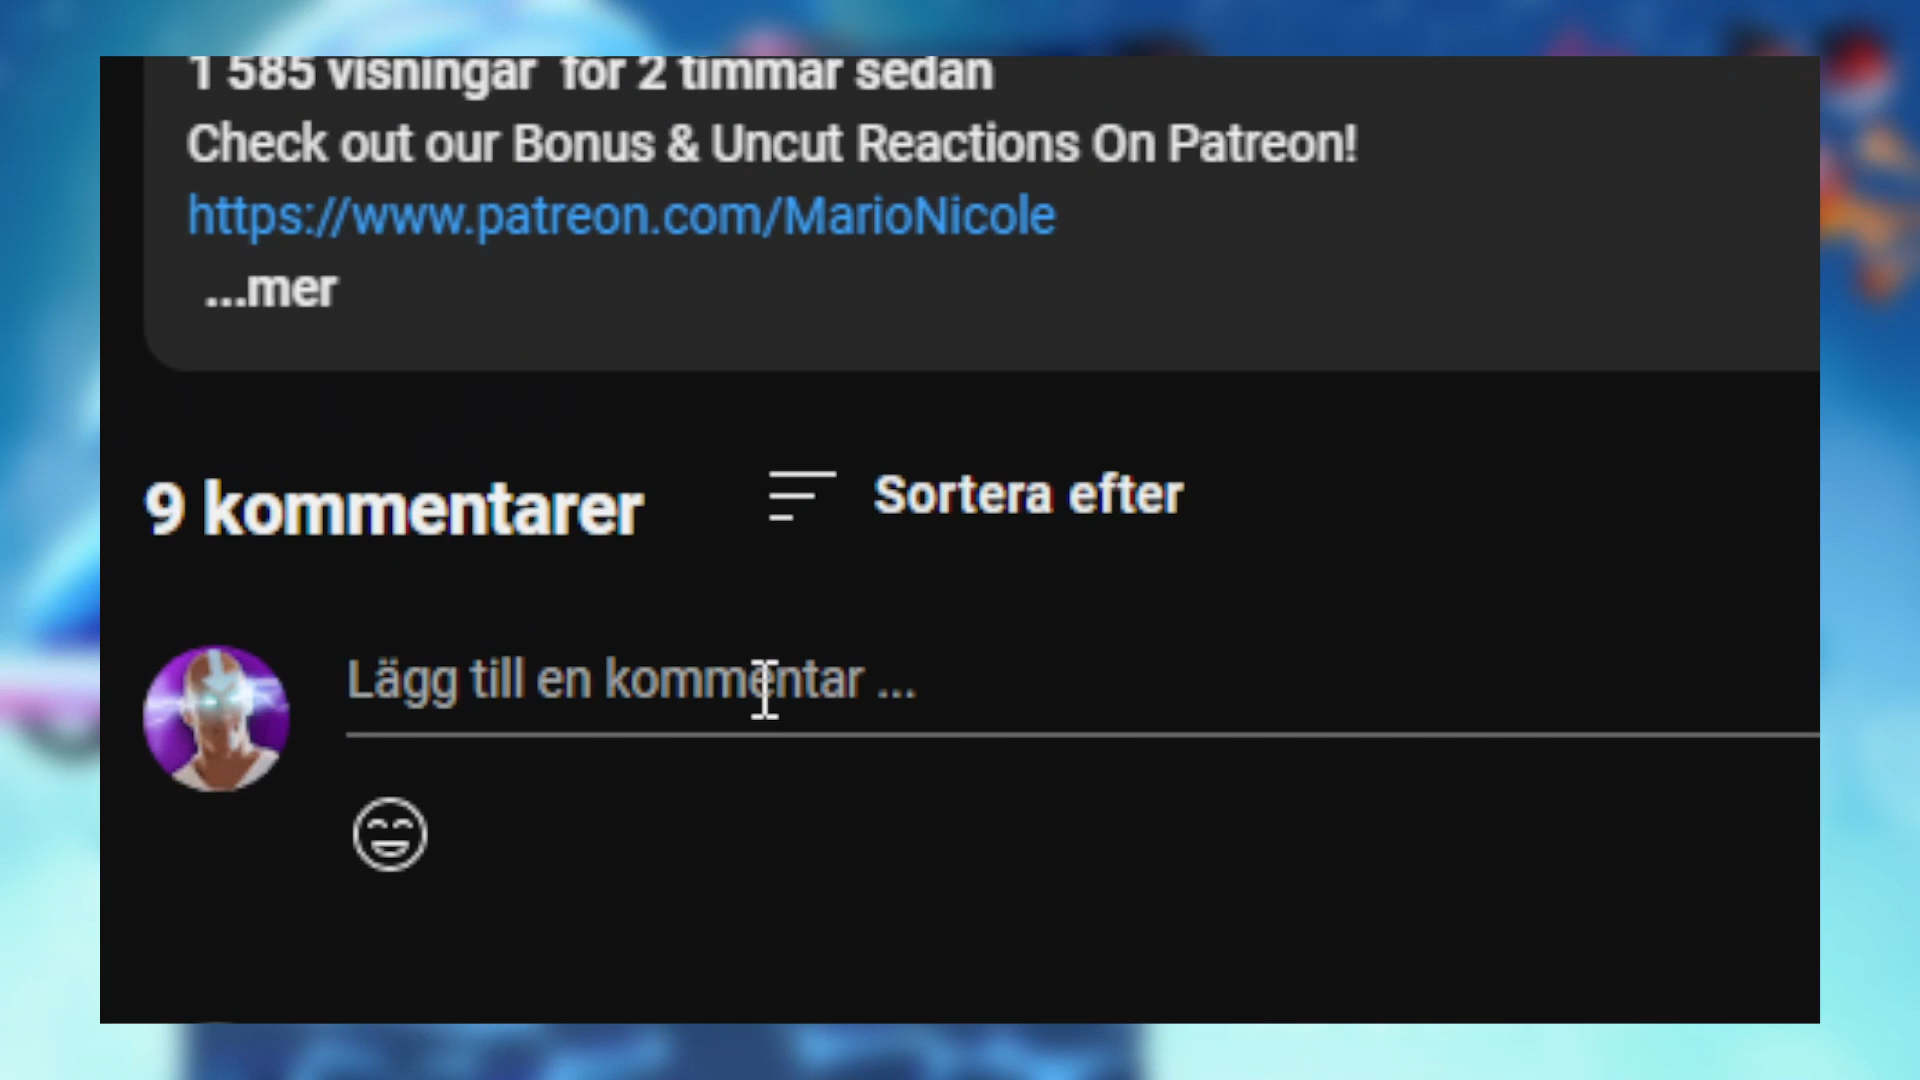 1 585 visningar för 2 timmar sedan
Check out our Bonus & Uncut Reactions On Patreon!
https://www.patreon.com/MarioNicole
...mer
9 kommentarer
Sortera efter
Lägg till en kommentar ...